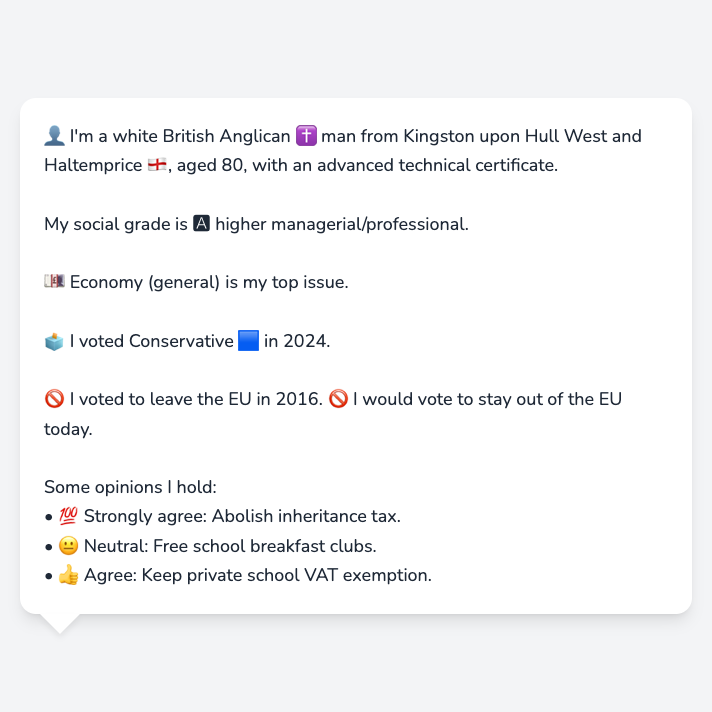 👤 I'm a white British Anglican ✝️ man from Kingston upon Hull West and
Haltemprice 🏴󠁧󠁢󠁥󠁮󠁧󠁿, aged 80, with an advanced technical certificate.
My social grade is 🅰 higher managerial/professional.
💷 Economy (general) is my top issue.
🗳️ I voted Conservative 🟦 in 2024.
🚫 I voted to leave the EU in 2016. 🚫 I would vote to stay out of the EU
today.
Some opinions I hold:
• 💯 Strongly agree: Abolish inheritance tax.
• 😐 Neutral: Free school breakfast clubs.
• 👍 Agree: Keep private school VAT exemption.